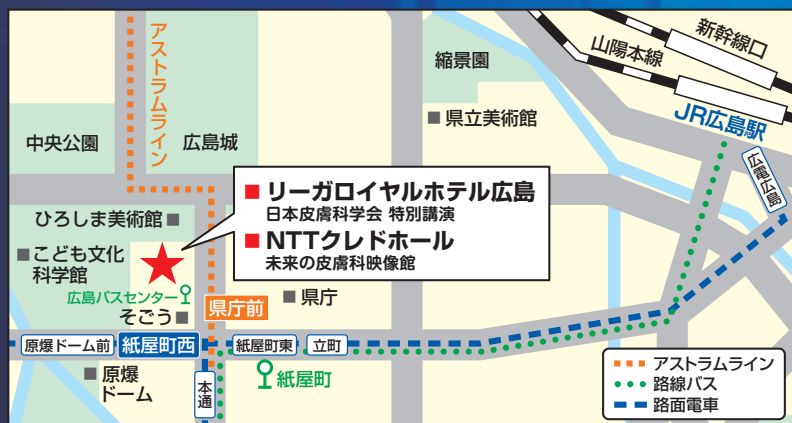 新幹線口
山陽本線
JR広島駅
広電広島
アストラムライン
縮景園
■ 県立美術館
中央公園
広島城
■ リーガロイヤルホテル広島
日本皮膚科学会 特別講演
■ NTTクレドホール
未来の皮膚科映像館
ひろしま美術館 ■
■ こども文化
科学館
広島バスセンター
そごう ■
県庁前
■ 県庁
原爆ドーム前
紙屋町西
紙屋町東
立町
■ 原爆
ドーム
本通
紙屋町
アストラムライン
路線バス
路面電車